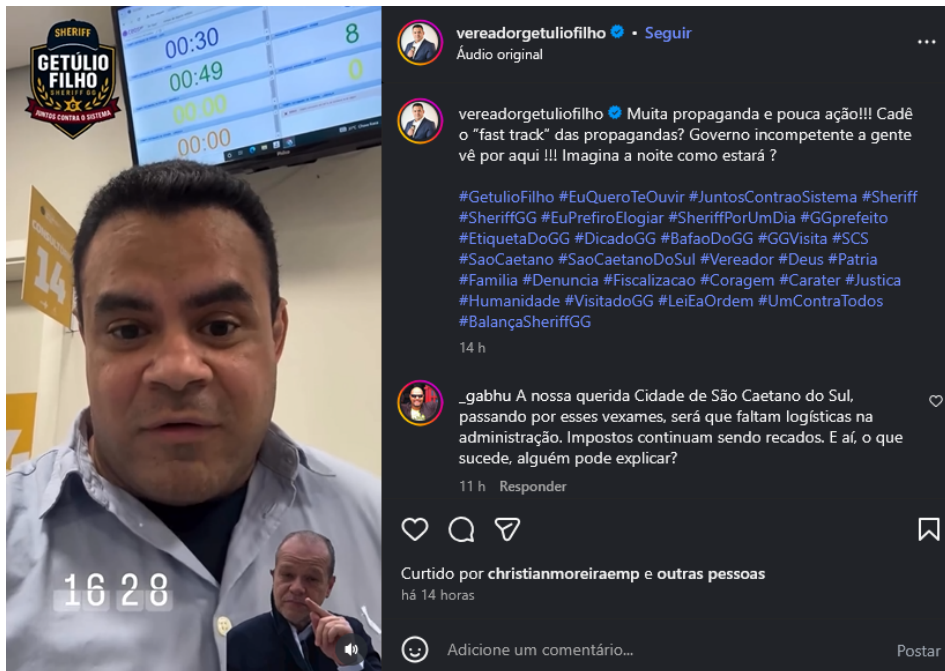 SHERIFF
GETÚLIO
FILHO
SHERIFF GG
JUNTOS CONTRA O SISTEMA
00:30
8
00:49
0
00:00
00:00
Philco
CONSULTÓRIO
14
16 28
vereadorgetuliofilho • Seguir
Áudio original
vereadorgetuliofilho Muita propaganda e pouca ação!!! Cadê
o “fast track“ das propagandas? Governo incompetente a gente
vê por aqui !!! Imagina a noite como estará ?
#GetulioFilho #EuQueroTeOuvir #JuntosContraoSistema #Sheriff
#SheriffGG #EuPrefiroElogiar #SheriffPorUmDia #GGprefeito
#EtiquetaDoGG #DicadoGG #BafaoDoGG #GGVisita #SCS
#SaoCaetano #SaoCaetanoDoSul #Vereador #Deus #Patria
#Familia #Denuncia #Fiscalizacao #Coragem #Carater #Justica
#Humanidade #VisitadoGG #LeiEaOrdem #UmContraTodos
#BalançaSheriffGG
14 h
_gabhu A nossa querida Cidade de São Caetano do Sul,
passando por esses vexames, será que faltam logísticas na
administração. Impostos continuam sendo recados. E aí, o que
sucede, alguém pode explicar?
11 h Responder
Curtido por christianmoreiraemp e outras pessoas
há 14 horas
Adicione um comentário...
Postar